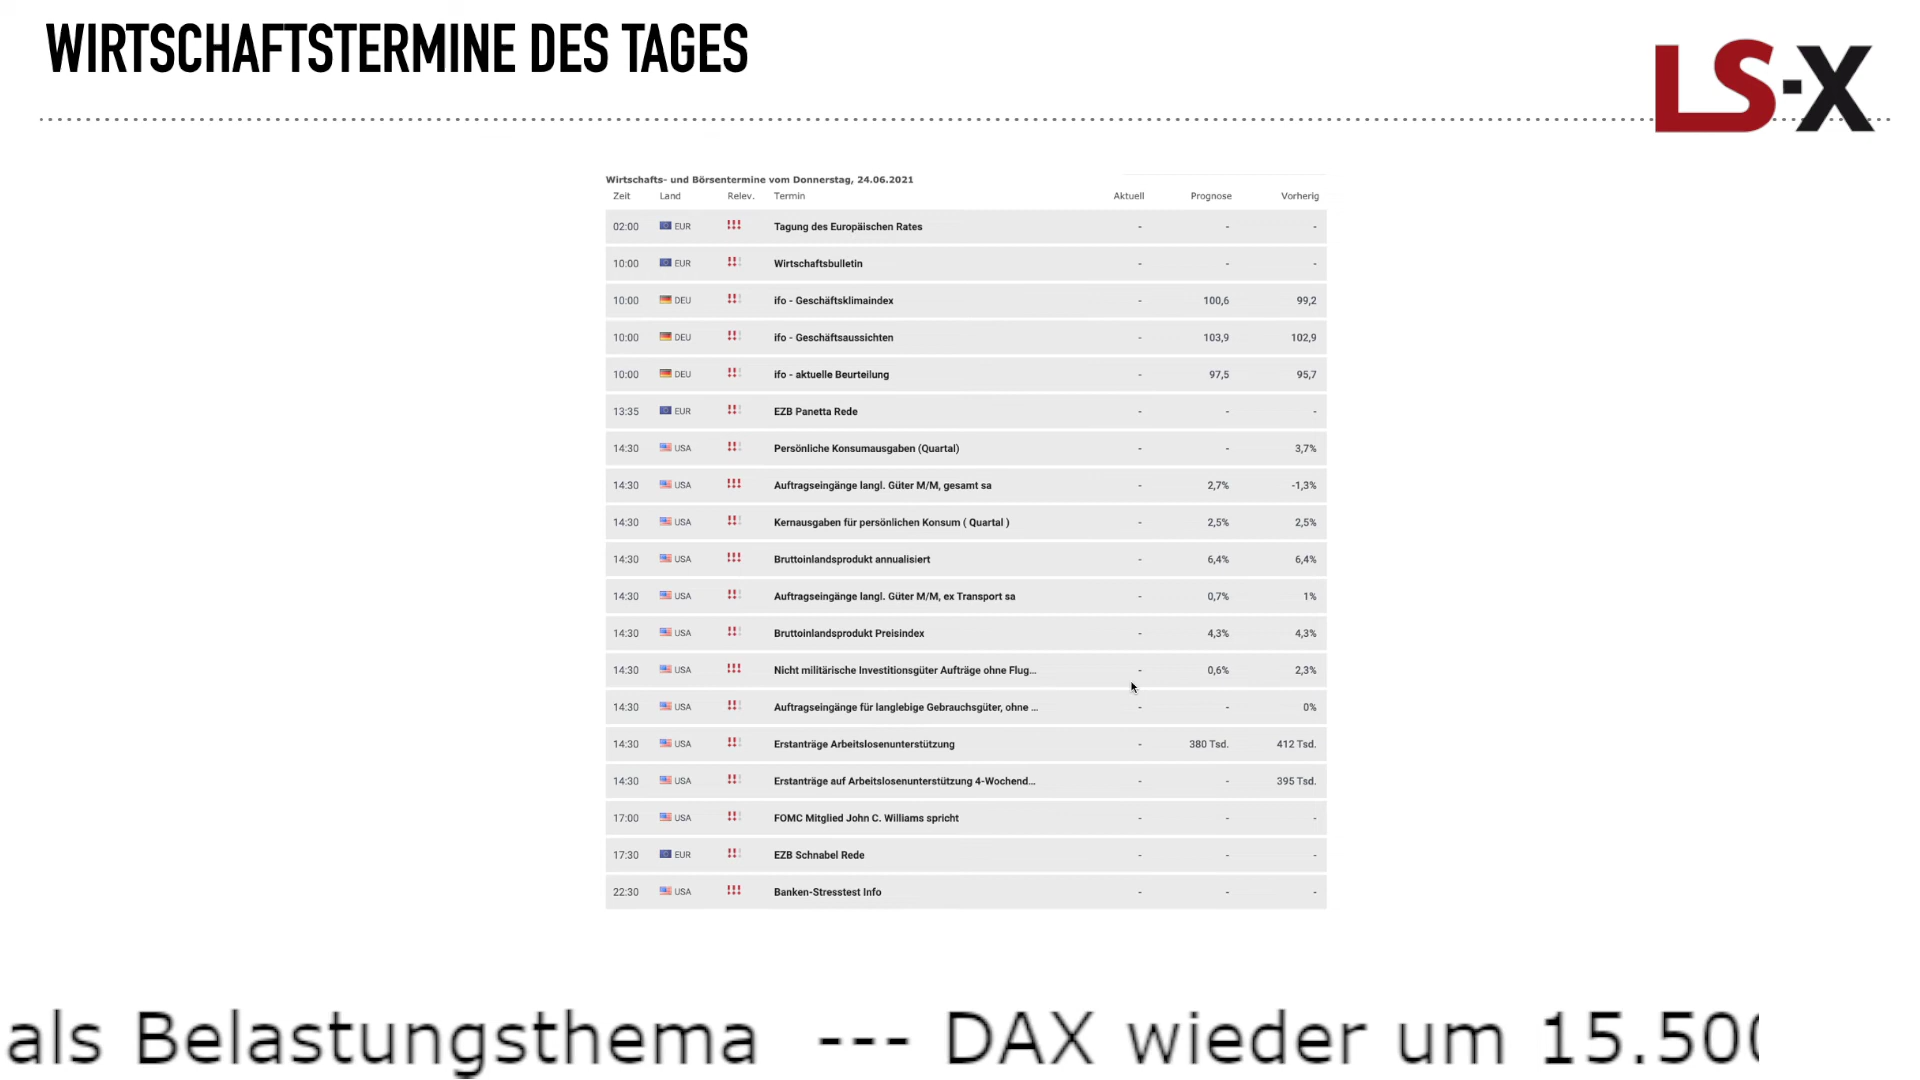 WIRTSCHAFTSTERMINE DES TAGES
LS-X
Wirtschafts- und Börsentermine vom Donnerstag, 24.06.2021
Zeit Land Relev. Termin Aktuell Prognose Vorherig
02:00 EUR Tagung des Europäischen Rates - - -
10:00 EUR Wirtschaftsbulletin - - -
10:00 DEU ifo - Geschäftsklimaindex - 100,6 99,2
10:00 DEU ifo - Geschäftsaussichten - 103,9 102,9
10:00 DEU ifo - aktuelle Beurteilung - 97,5 95,7
13:35 EUR EZB Panetta Rede - - -
14:30 USA Persönliche Konsumausgaben (Quartal) - - 3,7%
14:30 USA Auftragseingänge langl. Güter M/M, gesamt sa - 2,7% -1,3%
14:30 USA Kernausgaben für persönlichen Konsum ( Quartal ) - 2,5% 2,5%
14:30 USA Bruttoinlandsprodukt annualisiert - 6,4% 6,4%
14:30 USA Auftragseingänge langl. Güter M/M, ex Transport sa - 0,7% 1%
14:30 USA Bruttoinlandsprodukt Preisindex - 4,3% 4,3%
14:30 USA Nicht militärische Investitionsgüter Aufträge ohne Flug... - 0,6% 2,3%
14:30 USA Auftragseingänge für langlebige Gebrauchsgüter, ohne ... - - 0%
14:30 USA Erstanträge Arbeitslosenunterstützung - 380 Tsd. 412 Tsd.
14:30 USA Erstanträge auf Arbeitslosenunterstützung 4-Wochend... - - 395 Tsd.
17:00 USA FOMC Mitglied John C. Williams spricht - - -
17:30 EUR EZB Schnabel Rede - - -
22:30 USA Banken-Stresstest Info - - -
als Belastungsthema --- DAX wieder um 15.500